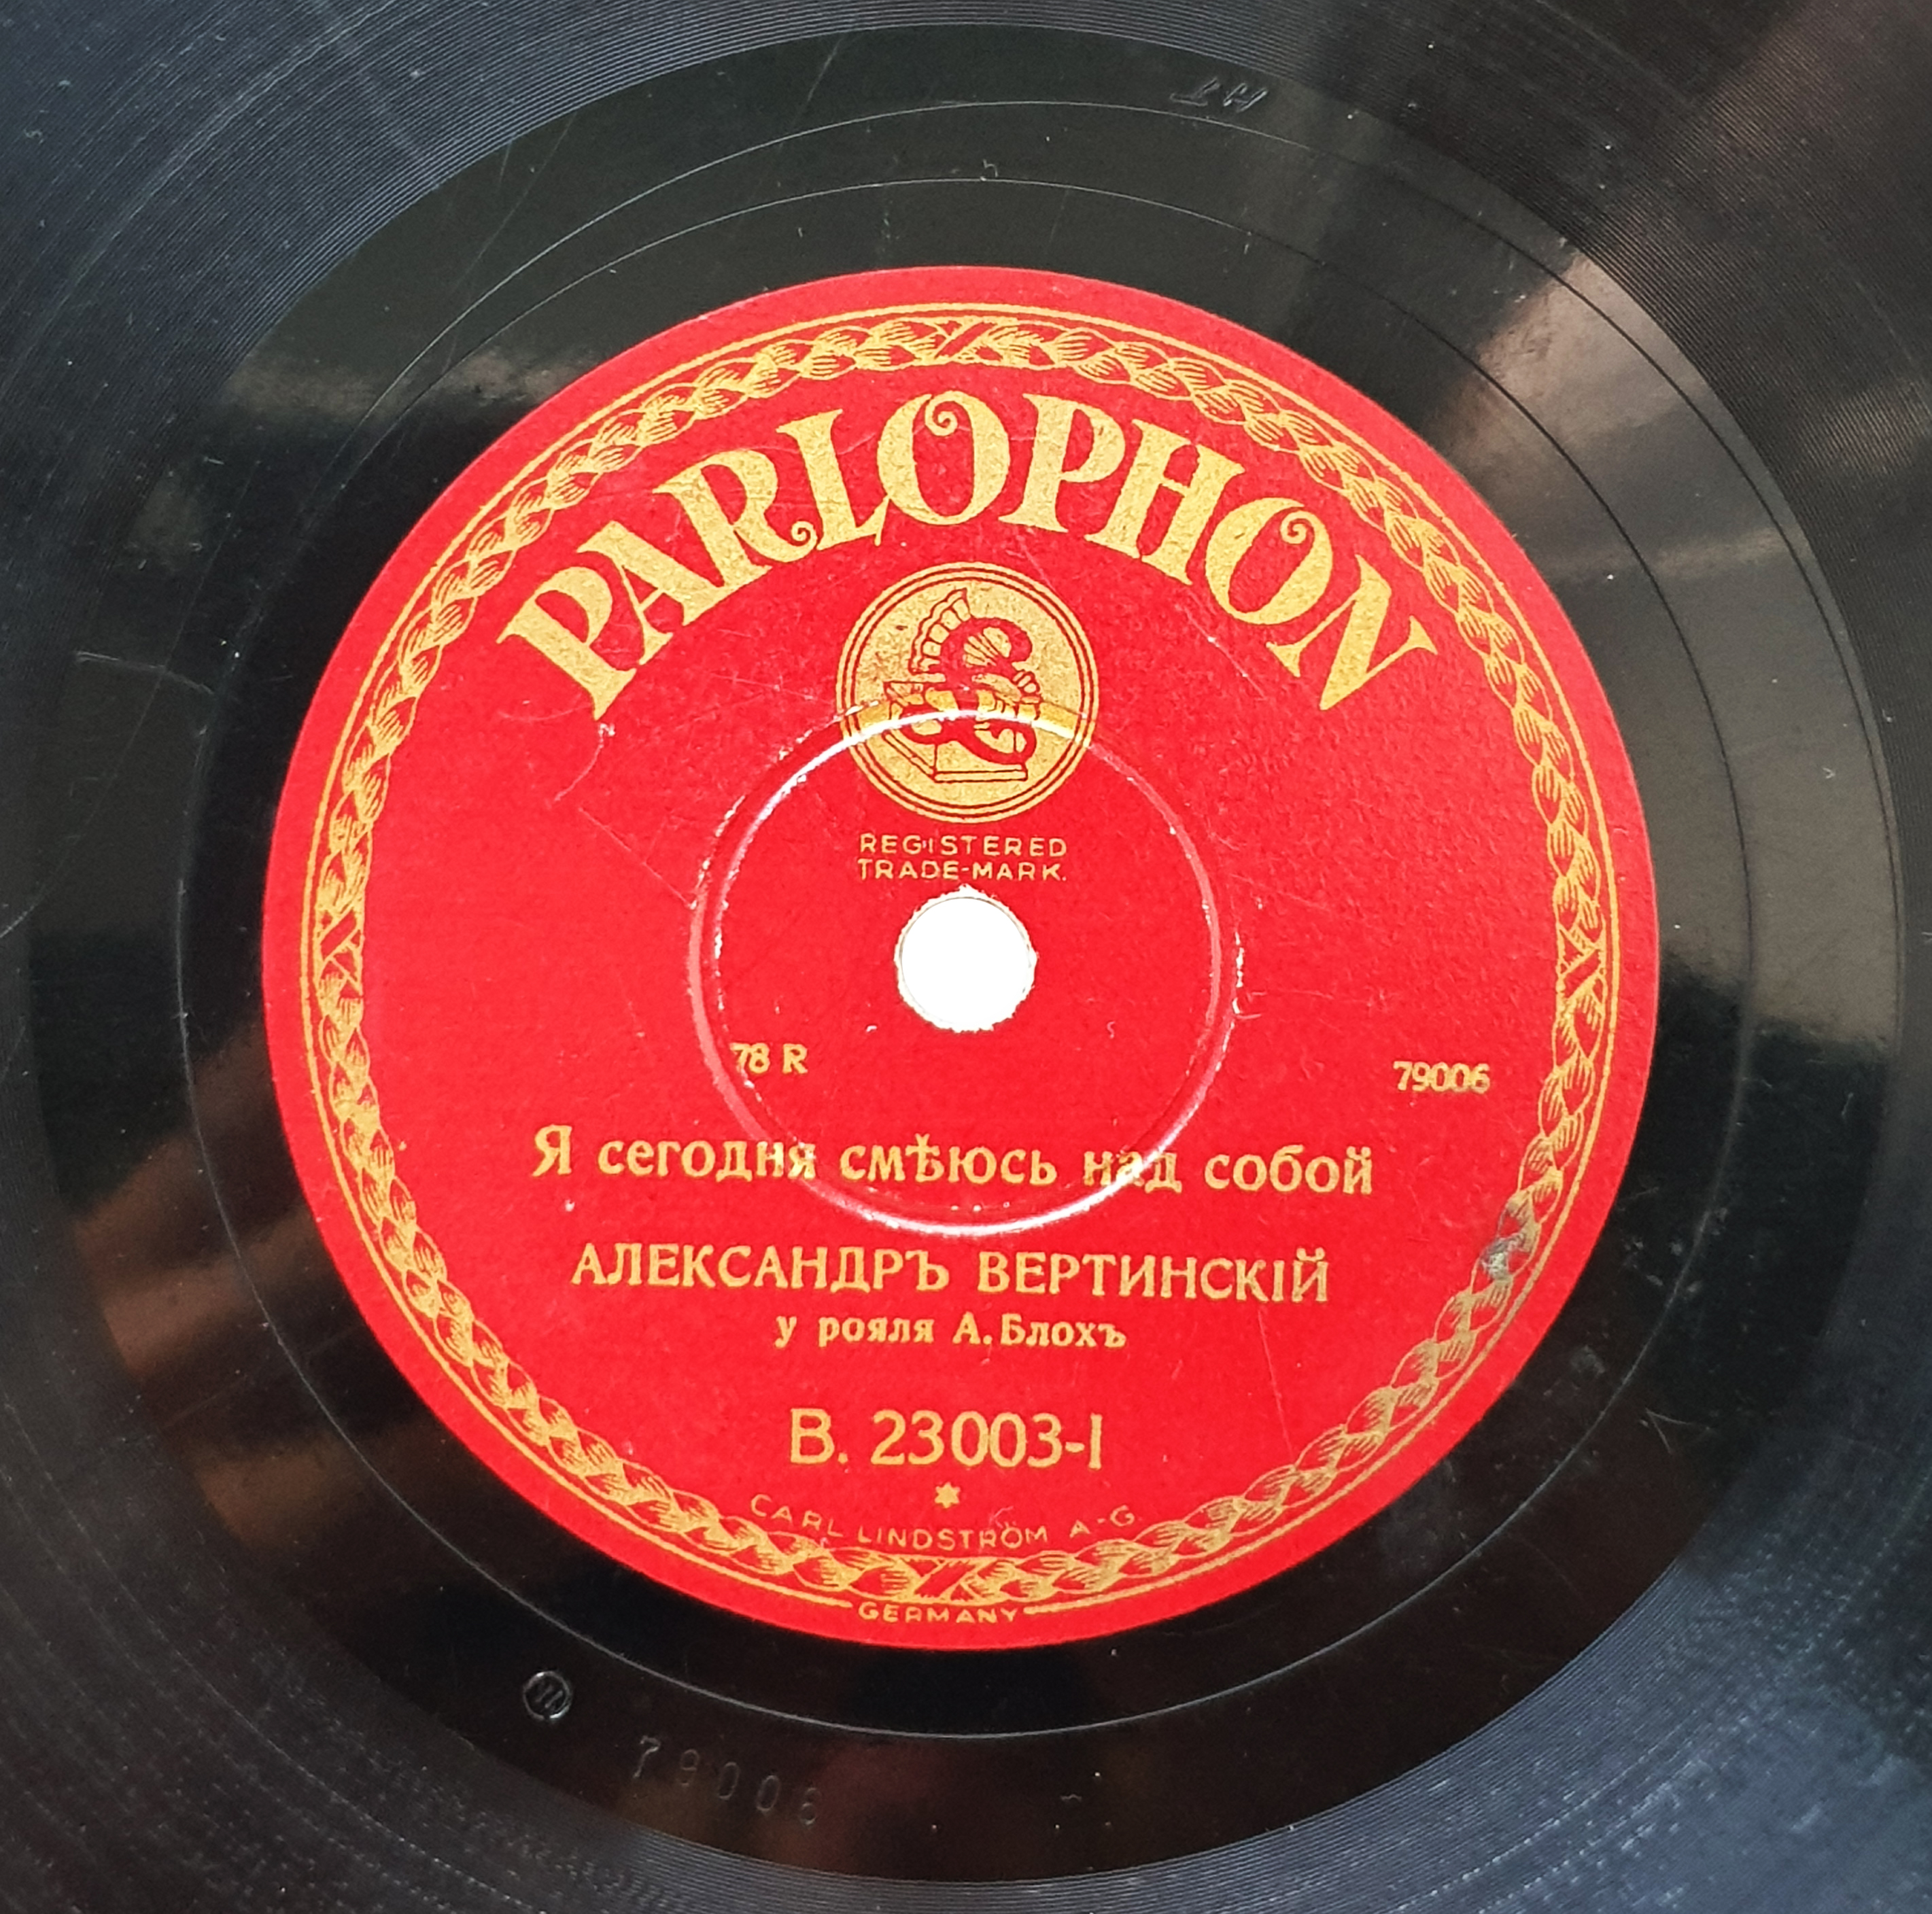 PARLOPHON
REGISTERED
TRADE-MARK.
78 R
79006
Я сегодня смѣюсь над собой
АЛЕКСАНДРЪ ВЕРТИНСКІЙ
у рояля А. Блохъ
B. 23003-I
CARL LINDSTRÖM A-G.
GERMANY
79006